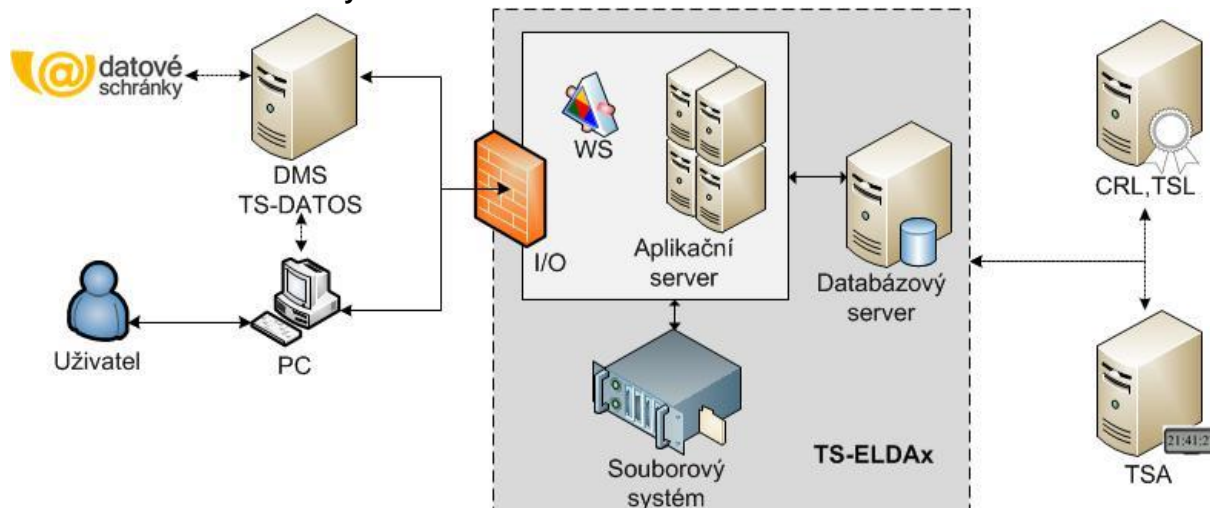 datové
schránky
DMS
TS-DATOS
Uživatel
PC
I/O
WS
Aplikační
server
Databázový
server
Souborový
systém
TS-ELDAx
CRL,TSL
TSA